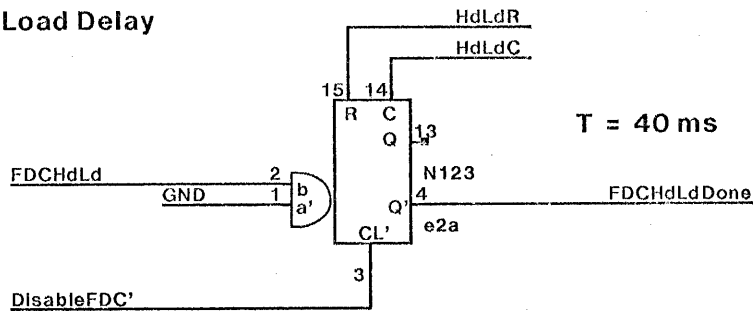 Load Delay
HdLdR
HdLdC
15 14
R C
Q 13
T = 40 ms
N123
FDCHdLd 2 b
GND 1 a'
Q' 4 FDCHdLdDone
e2a
CL'
3
DisableFDC'